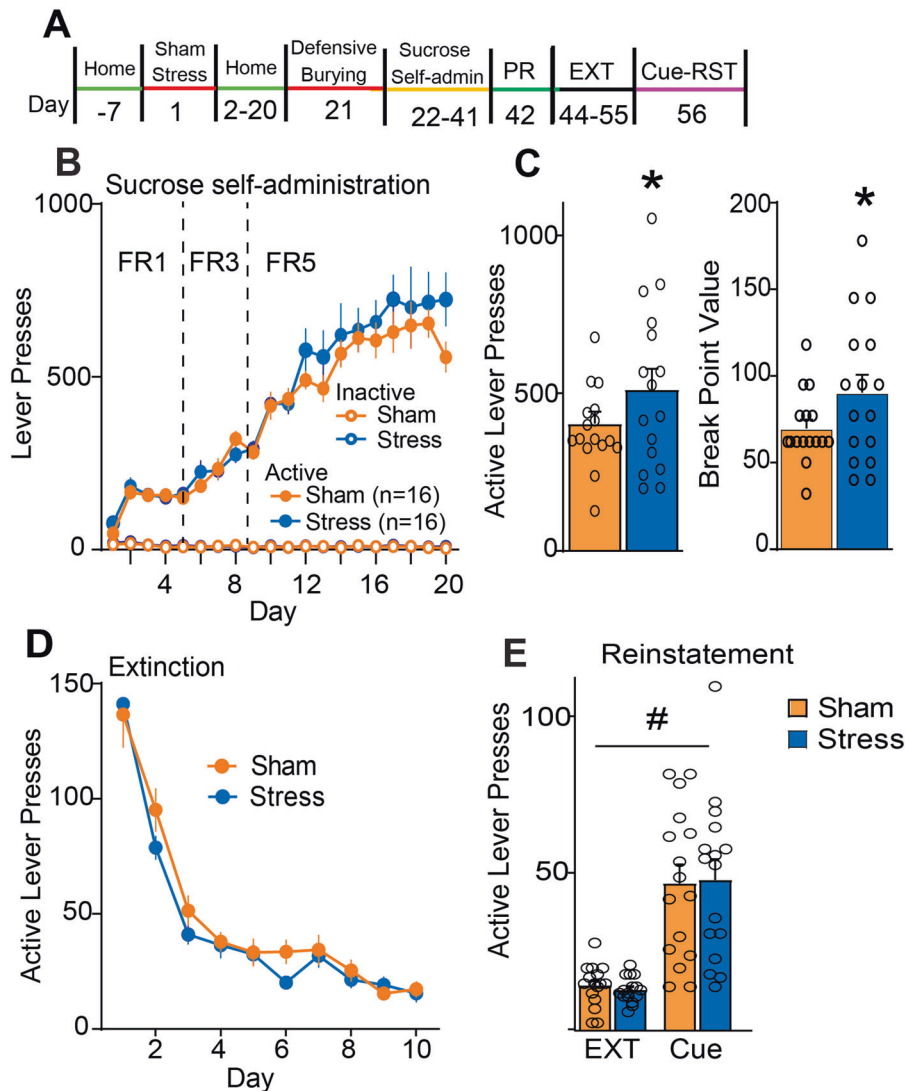 A
Home
Sham Stress
Home
Defensive Burying
Sucrose Self-admin
PR
EXT
Cue-RST
Day
-7
1
2-20
21
22-41
42
44-55
56
B
Sucrose self-administration
1000
500
0
Lever Presses
FR1
FR3
FR5
Inactive
Sham
Stress
Active
Sham (n=16)
Stress (n=16)
4
8
12
16
20
Day
C
*
1000
500
0
Active Lever Presses
*
200
150
100
50
0
Break Point Value
D
Extinction
150
100
50
0
Active Lever Presses
Sham
Stress
2
4
6
8
10
Day
E
Reinstatement
100
50
Active Lever Presses
#
Sham
Stress
EXT
Cue